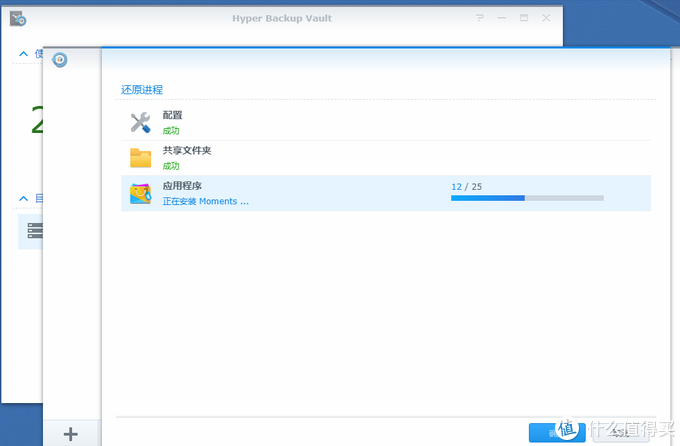 Hyper Backup Vault
使
2
目
还原进程
配置
成功
共享文件夹
成功
应用程序
12 / 25
正在安装 Moments ...
值 什么值得买